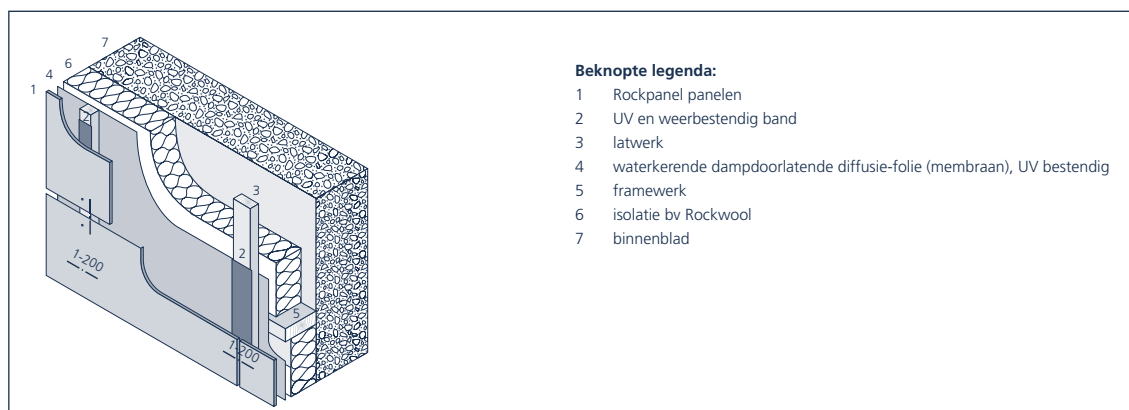 7
6
4
1
2
3
2
1-200
5
1-200
Beknopte legenda:
1 Rockpanel panelen
2 UV en weerbestendig band
3 latwerk
4 waterkerende dampdoorlatende diffusie-folie (membraan), UV bestendig
5 framewerk
6 isolatie bv Rockwool
7 binnenblad